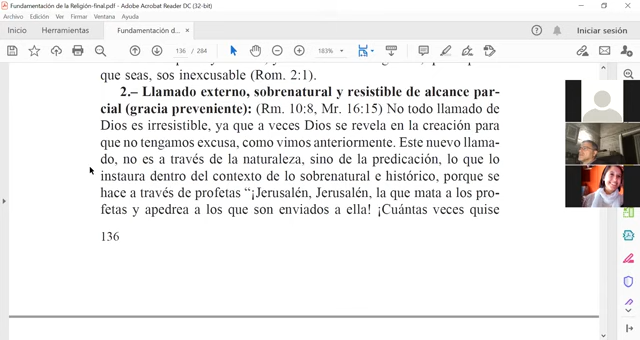 Fundamentación de la Religión-final.pdf - Adobe Acrobat Reader DC (32-bit)
Archivo Edición Ver Firmar Ventana Ayuda
Inicio Herramientas Fundamentación d... × Iniciar sesión
136 / 284 183%
que seas, sos inexcusable (Rom. 2:1).
2.– Llamado externo, sobrenatural y resistible de alcance par-
cial (gracia preveniente): (Rm. 10:8, Mr. 16:15) No todo llamado de
Dios es irresistible, ya que a veces Dios se revela en la creación para
que no tengamos excusa, como vimos anteriormente. Este nuevo llama-
do, no es a través de la naturaleza, sino de la predicación, lo que lo
instaura dentro del contexto de lo sobrenatural e histórico, porque se
hace a través de profetas “¡Jerusalén, Jerusalén, la que mata a los pro-
fetas y apedrea a los que son enviados a ella! ¡Cuántas veces quise
136